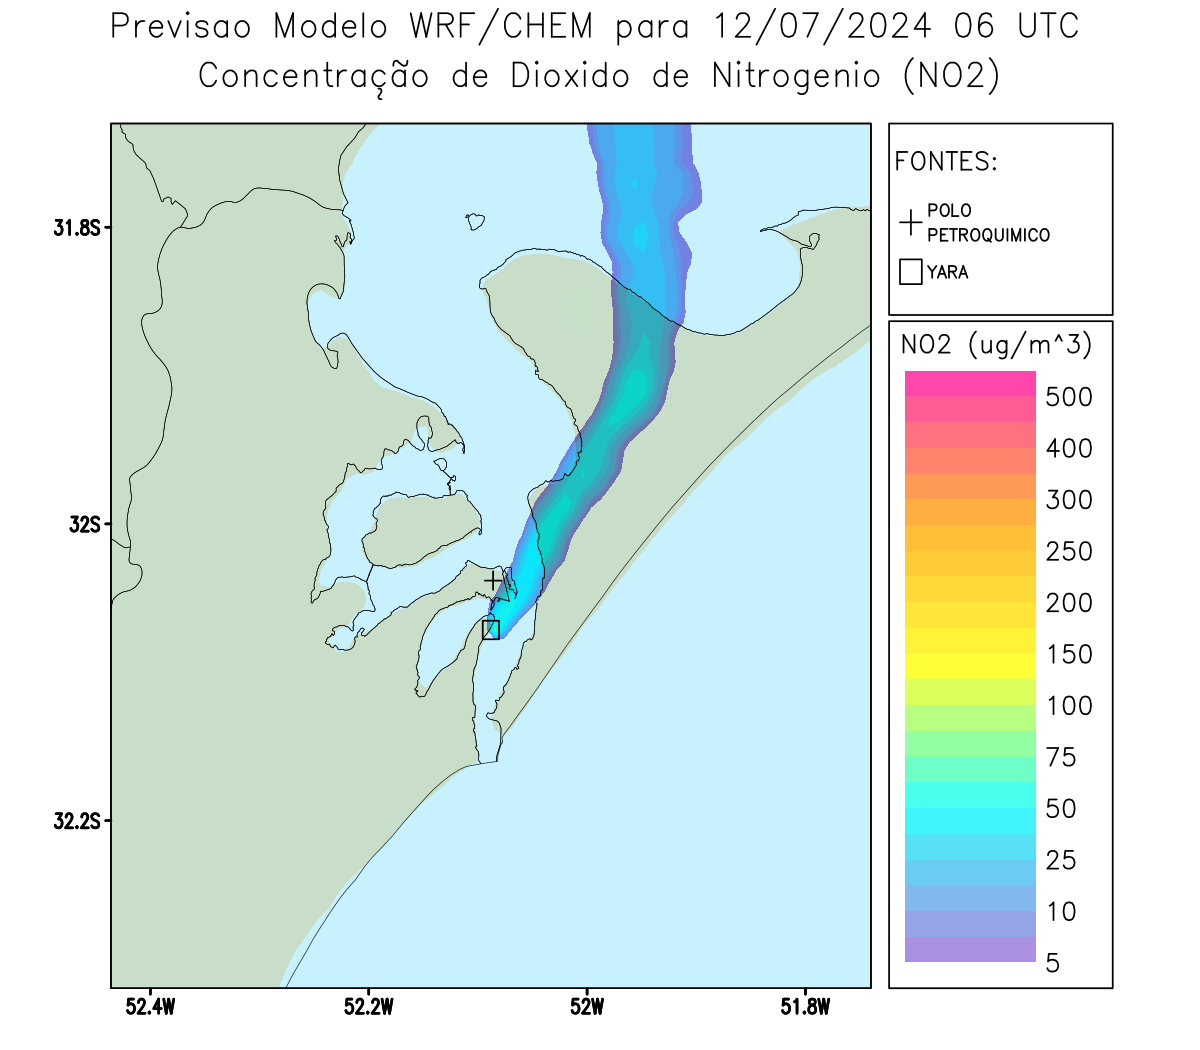 Previsao Modelo WRF/CHEM para 12/07/2024 06 UTC
Concentração de Dioxido de Nitrogenio (NO2)
FONTES:
POLO
PETROQUIMICO
YARA
NO2 (ug/m^3)
500
400
300
250
200
150
100
75
50
25
10
5
31.8S
32S
32.2S
52.4W
52.2W
52W
51.8W